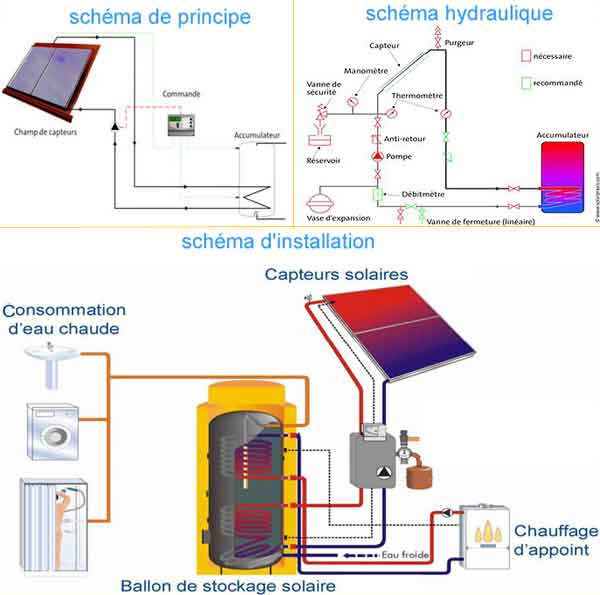 schéma de principe
Commande
Champ de capteurs
Accumulateur
schéma hydraulique
Purgeur
Capteur
nécessaire
recommandé
Manomètre
Vanne de
sécurité
Thermomètre
Réservoir
Anti-retour
Pompe
Accumulateur
Débitmètre
Vase d'expansion
Vanne de fermeture (linéaire)
schéma d'installation
Capteurs solaires
Consommation
d'eau chaude
Chauffage
d'appoint
Eau froide
Ballon de stockage solaire